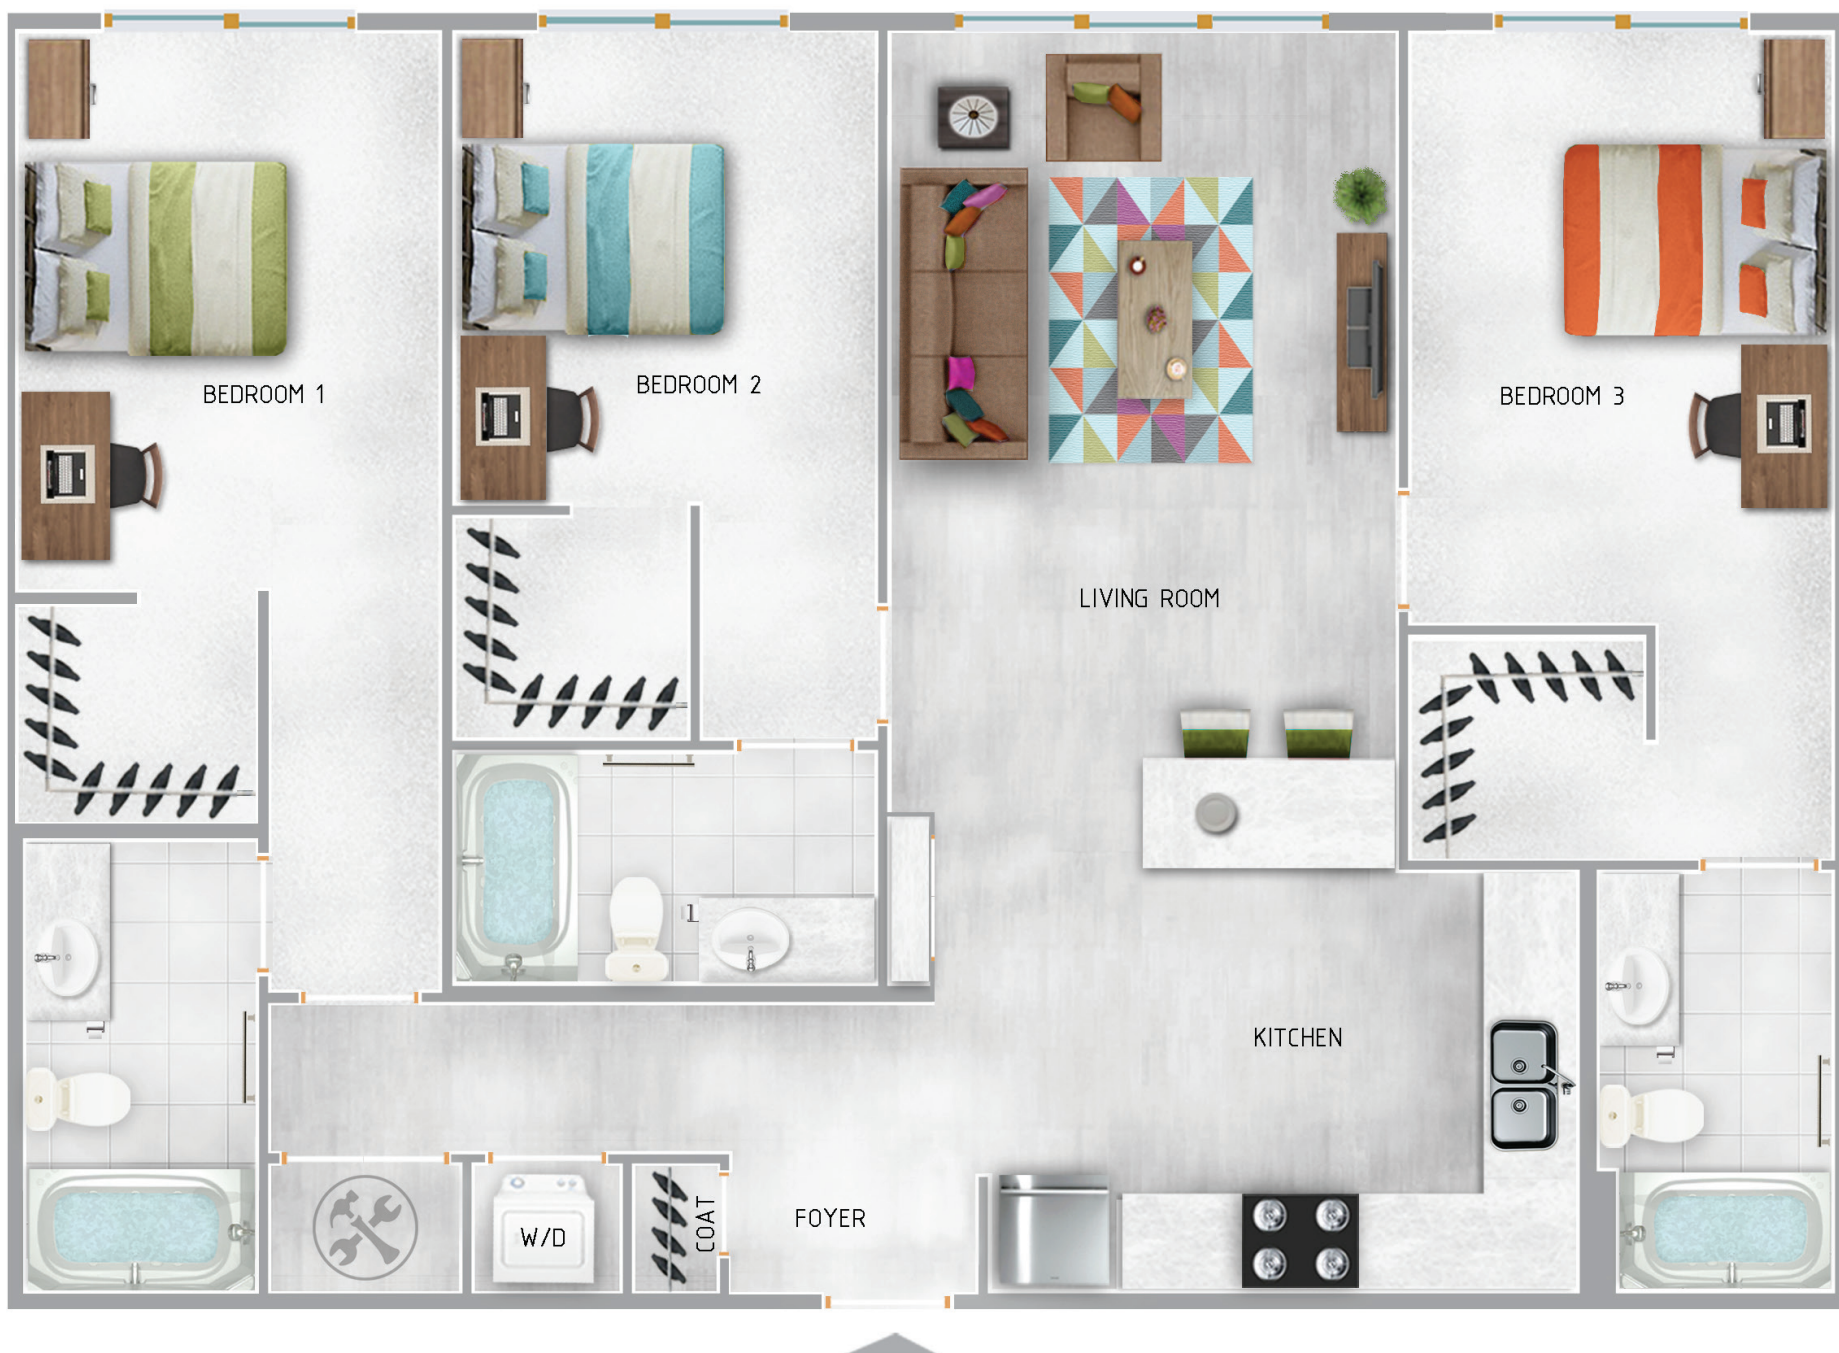 BEDROOM 1
BEDROOM 2
BEDROOM 3
LIVING ROOM
KITCHEN
FOYER
COAT
W/D